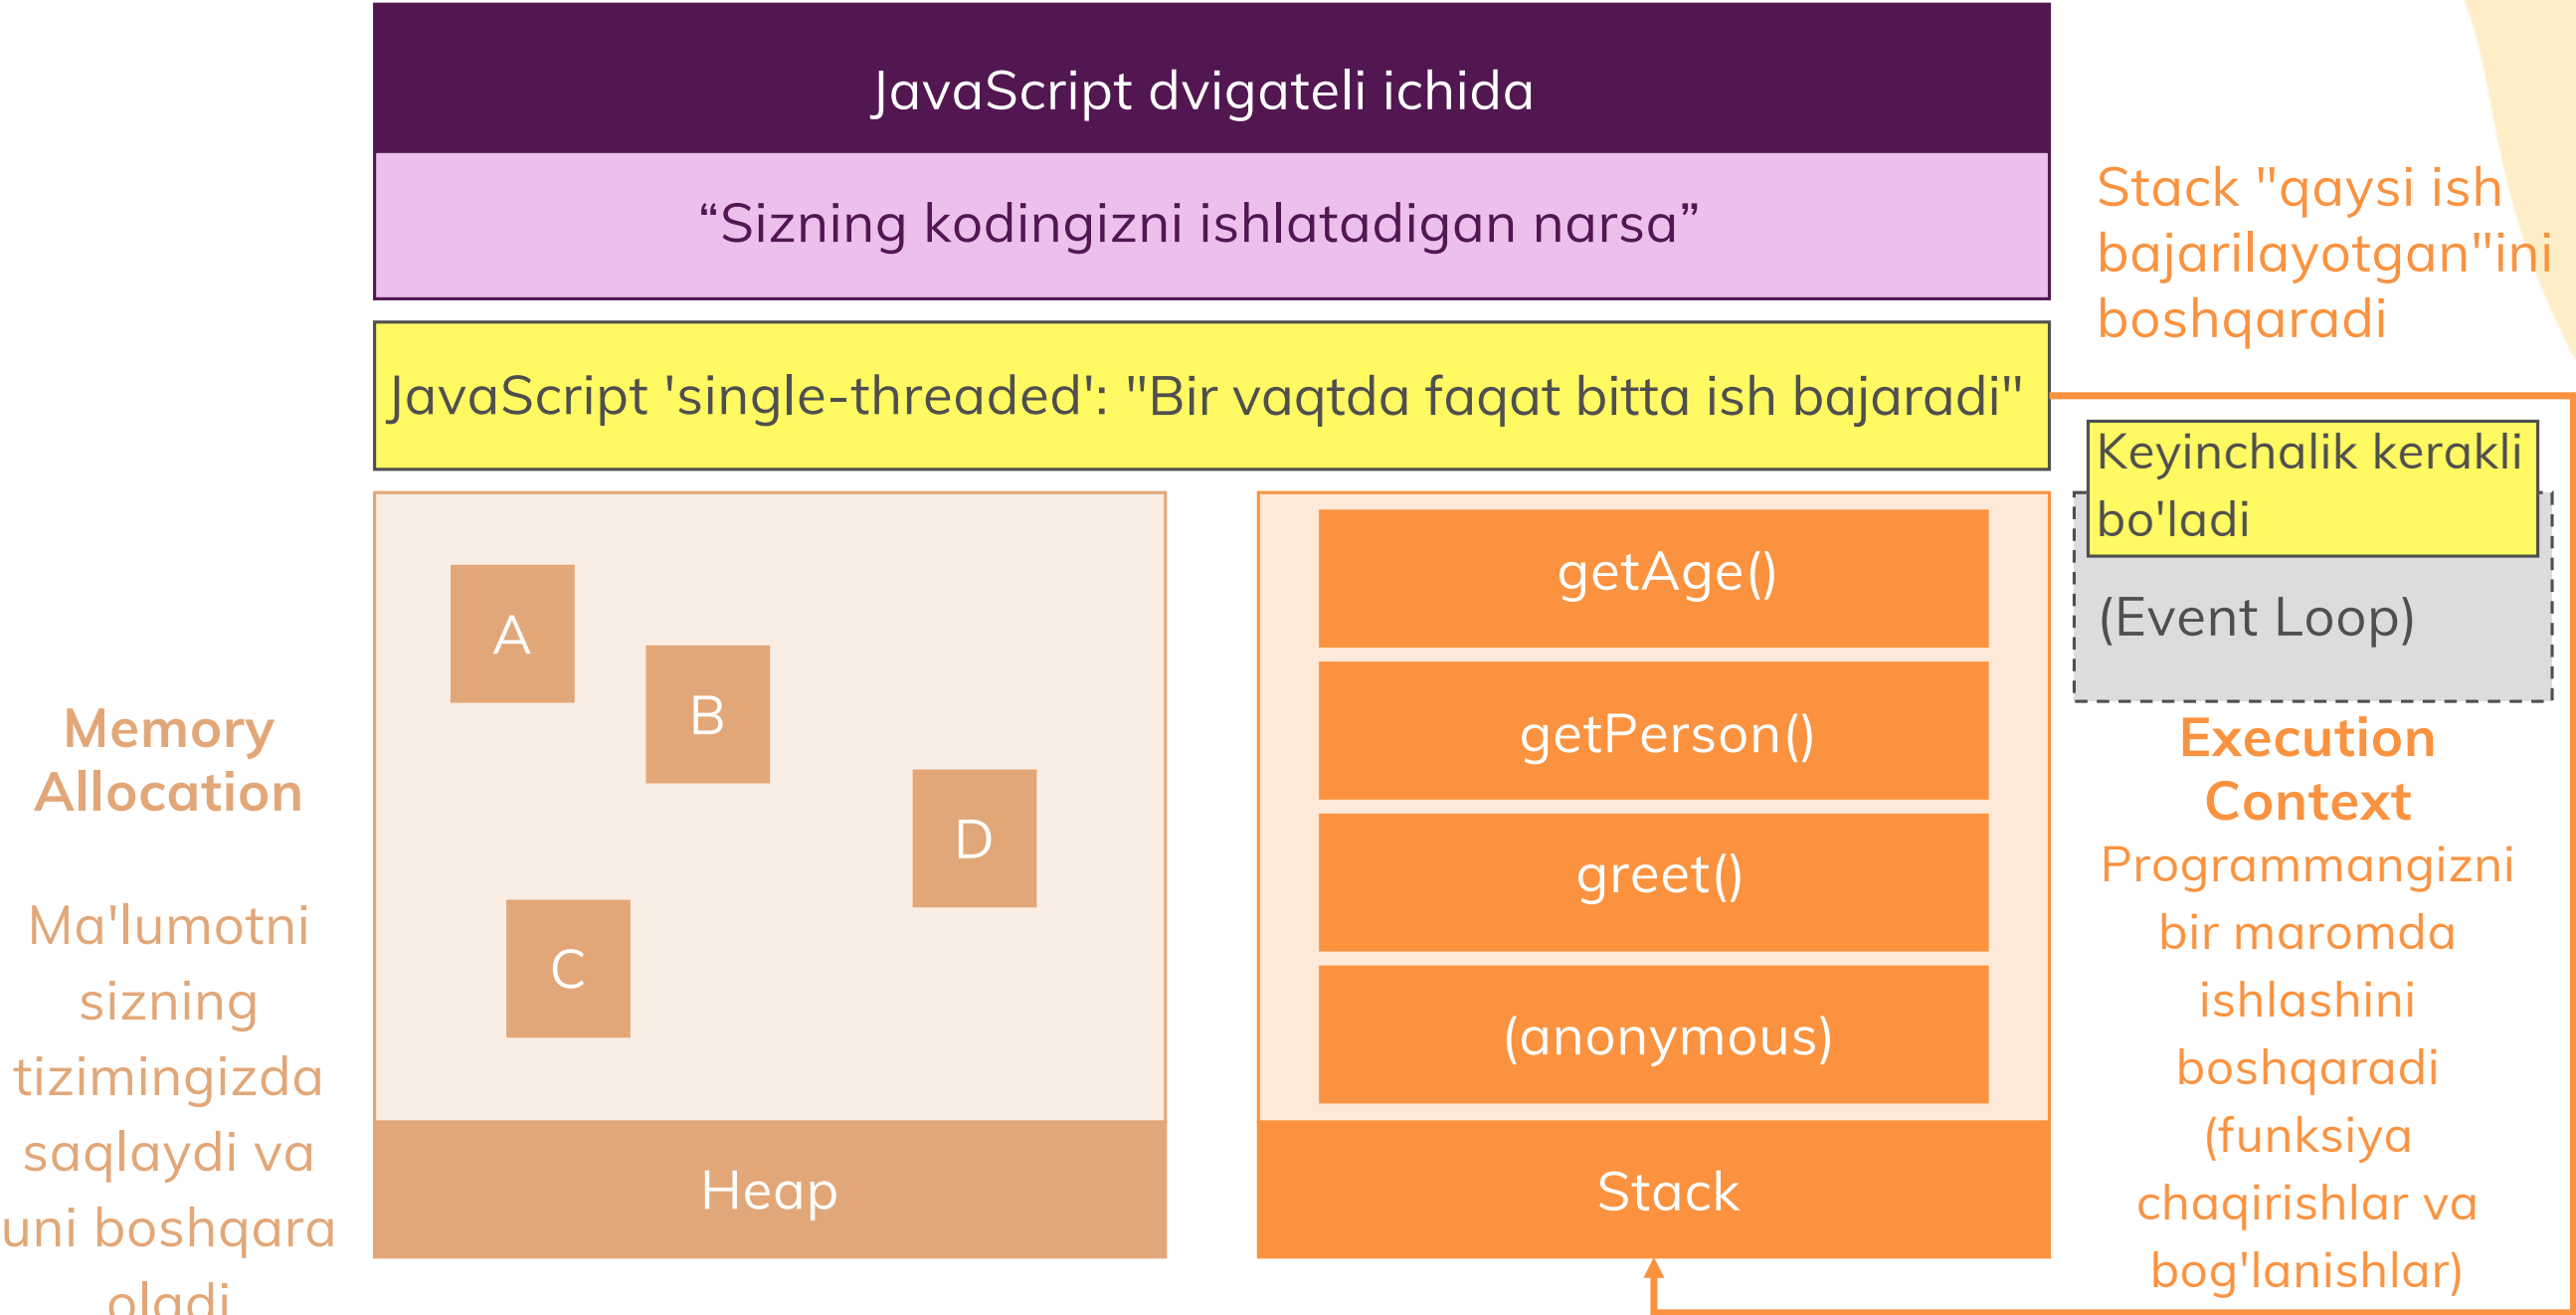 JavaScript dvigateli ichida
“Sizning kodingizni ishlatadigan narsa”
JavaScript 'single-threaded': "Bir vaqtda faqat bitta ish bajaradi"
Stack "qaysi ish
bajarilayotgan"ini
boshqaradi
Keyinchalik kerakli
bo'ladi
(Event Loop)
Memory
Allocation
Ma'lumotni
sizning
tizimingizda
saqlaydi va
uni boshqara
oladi
A
B
D
C
Heap
getAge()
getPerson()
greet()
(anonymous)
Stack
Execution
Context
Programmangizni
bir maromda
ishlashini
boshqaradi
(funksiya
chaqirishlar va
bog'lanishlar)